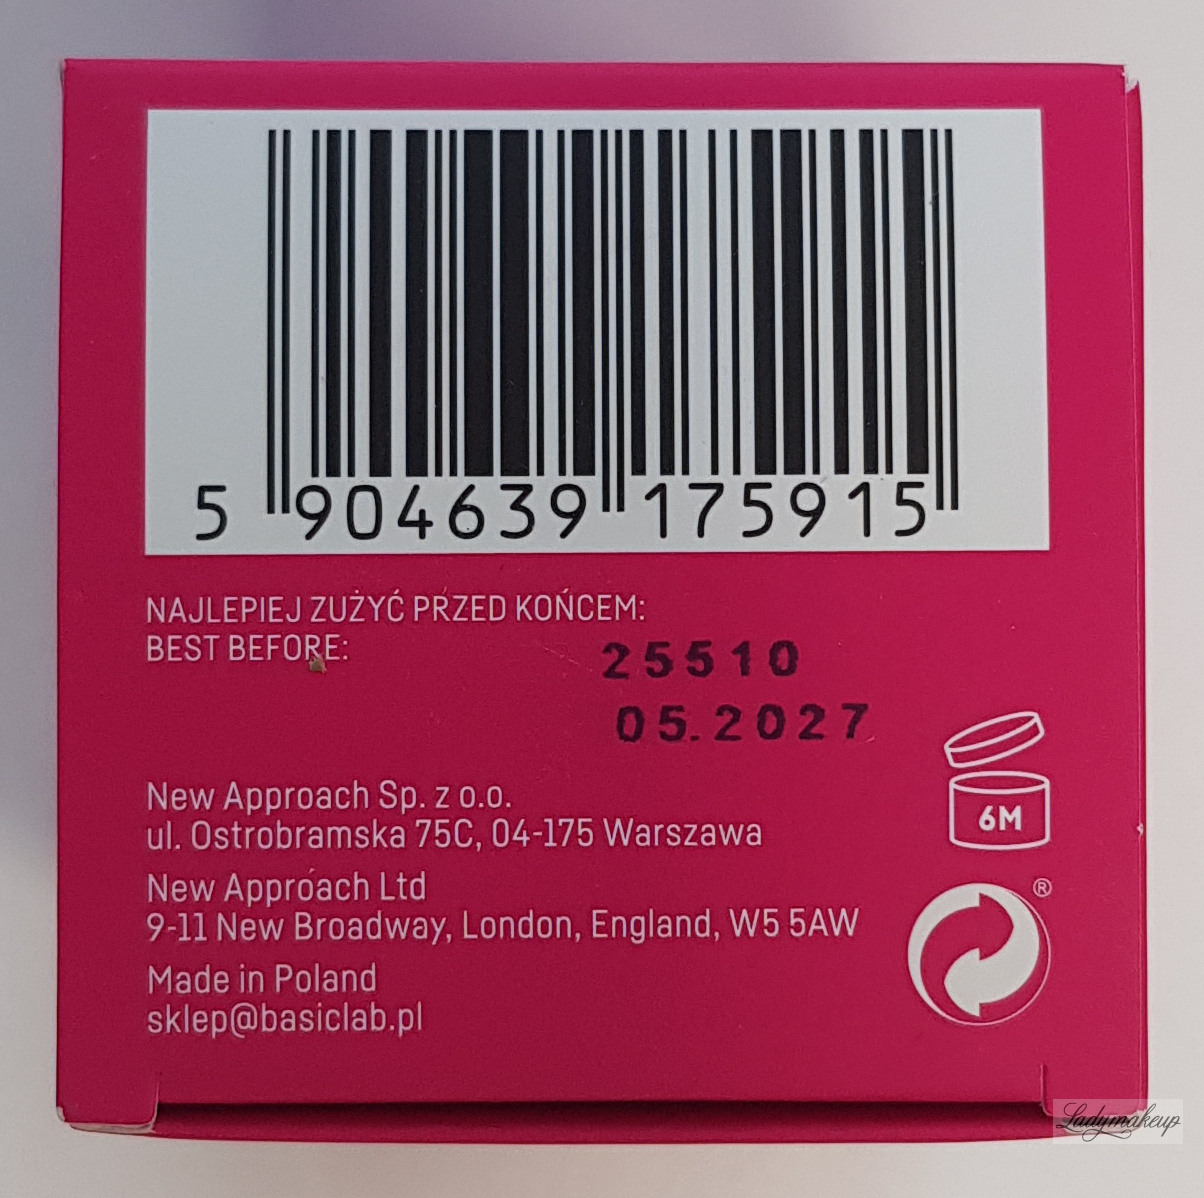 5 904639 175915
NAJLEPIEJ ZUŻYĆ PRZED KOŃCEM:
BEST BEFORE:
25510
05.2027
6M
New Approach Sp. z o.o.
ul. Ostrobramska 75C, 04-175 Warszawa
New Approach Ltd
9-11 New Broadway, London, England, W5 5AW
®
Made in Poland
sklep@basiclab.pl
Ladymakeup